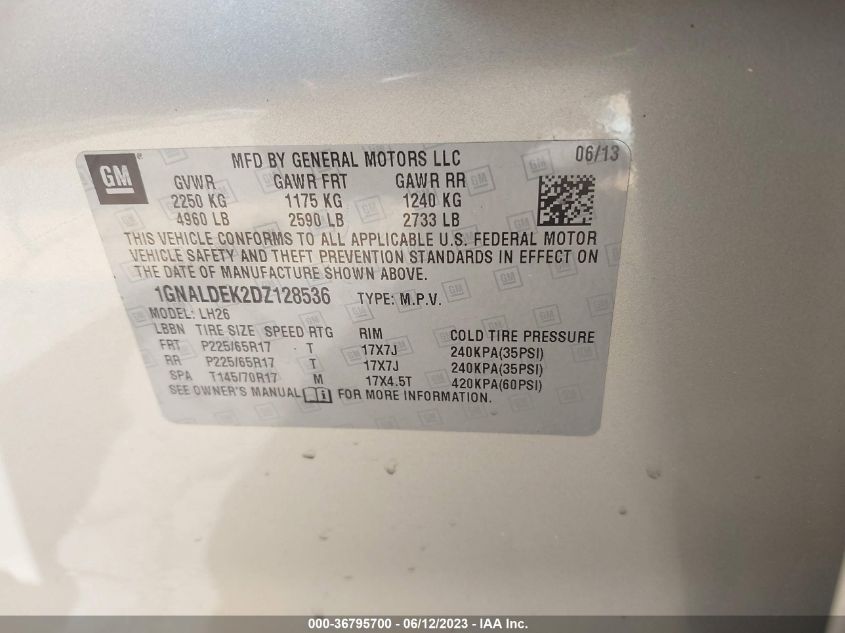 GM
MFD BY GENERAL MOTORS LLC 06/13
GVWR GAWR FRT GAWR RR
2250 KG 1175 KG 1240 KG
4960 LB 2590 LB 2733 LB
THIS VEHICLE CONFORMS TO ALL APPLICABLE U.S. FEDERAL MOTOR
VEHICLE SAFETY AND THEFT PREVENTION STANDARDS IN EFFECT ON
THE DATE OF MANUFACTURE SHOWN ABOVE.
1GNALDEK2DZ128536 TYPE: M.P.V.
MODEL: LH26
LBBN TIRE SIZE SPEED RTG RIM COLD TIRE PRESSURE
FRT P225/65R17 T 17X7J 240KPA(35PSI)
RR P225/65R17 T 17X7J 240KPA(35PSI)
SPA T145/70R17 M 17X4.5T 420KPA(60PSI)
SEE OWNER'S MANUAL FOR MORE INFORMATION.
000-36795700 - 06/12/2023 - IAA Inc.